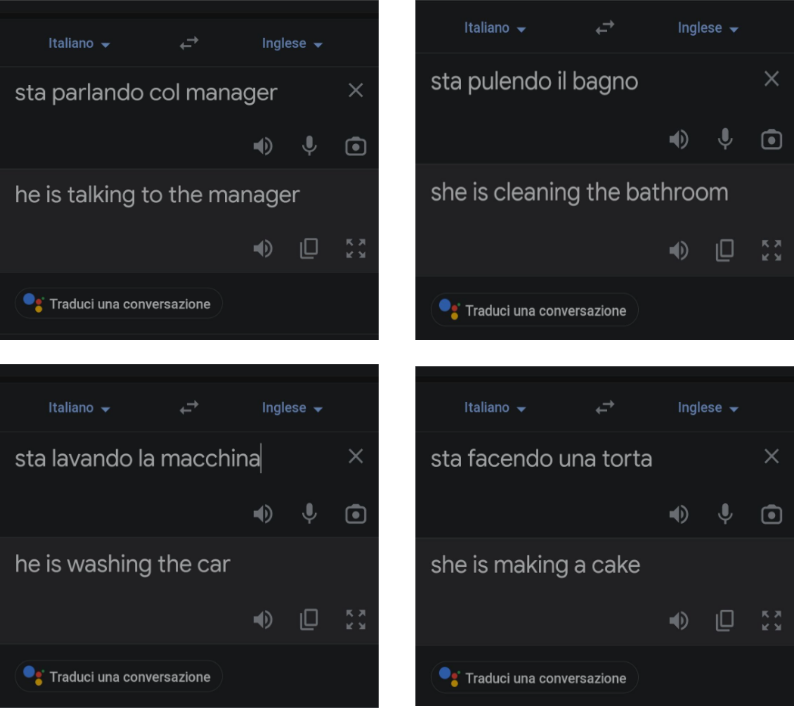 Italiano Inglese
sta parlando col manager
he is talking to the manager
Traduci una conversazione
Italiano Inglese
sta pulendo il bagno
she is cleaning the bathroom
Traduci una conversazione
Italiano Inglese
sta lavando la macchina
he is washing the car
Traduci una conversazione
Italiano Inglese
sta facendo una torta
she is making a cake
Traduci una conversazione